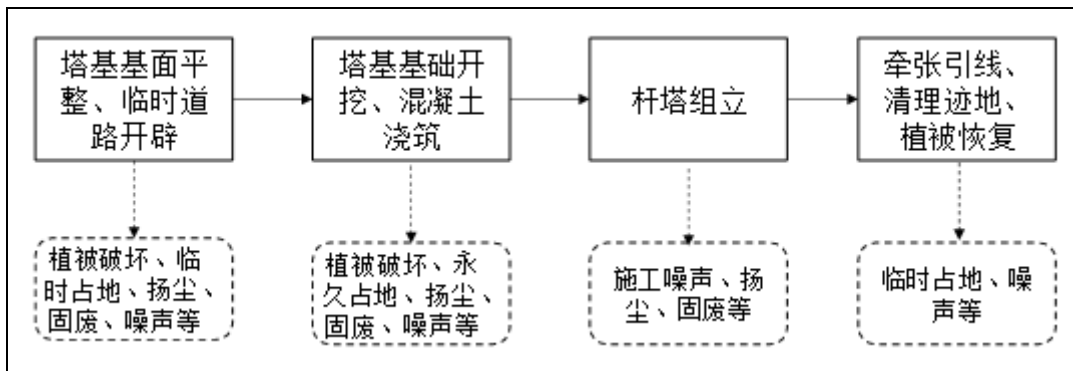 塔基基面平
整、临时道
路开辟
塔基基础开
挖、混凝土
浇筑
杆塔组立
牵张引线、
清理迹地、
植被恢复
植被破坏、临
时占地、扬尘、
固废、噪声等
植被破坏、永
久占地、扬尘、
固废、噪声等
施工噪声、扬
尘、固废等
临时占地、噪
声等